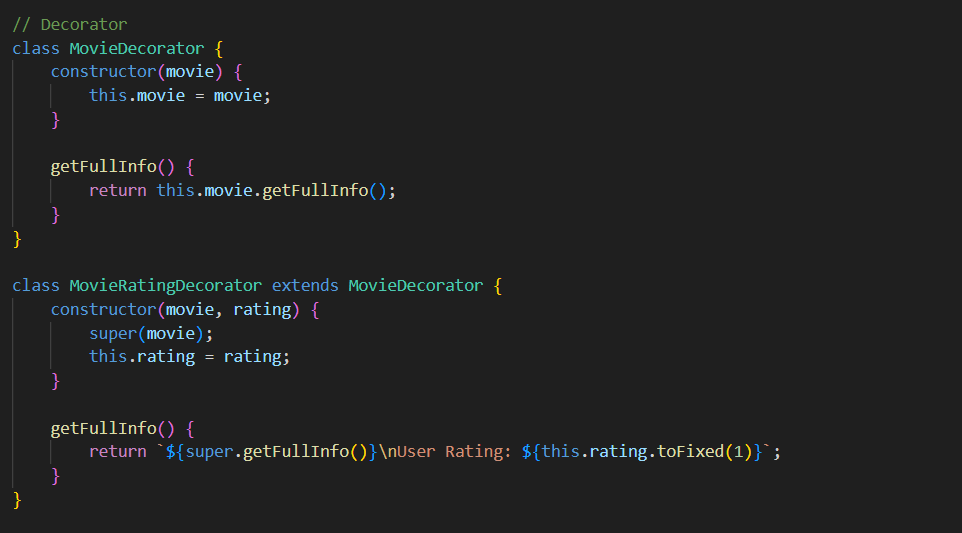 // Decorator
class MovieDecorator {
    constructor(movie) {
        this.movie = movie;
    }

    getFullInfo() {
        return this.movie.getFullInfo();
    }
}

class MovieRatingDecorator extends MovieDecorator {
    constructor(movie, rating) {
        super(movie);
        this.rating = rating;
    }

    getFullInfo() {
        return `${super.getFullInfo()}\nUser Rating: ${this.rating.toFixed(1)}`;
    }
}